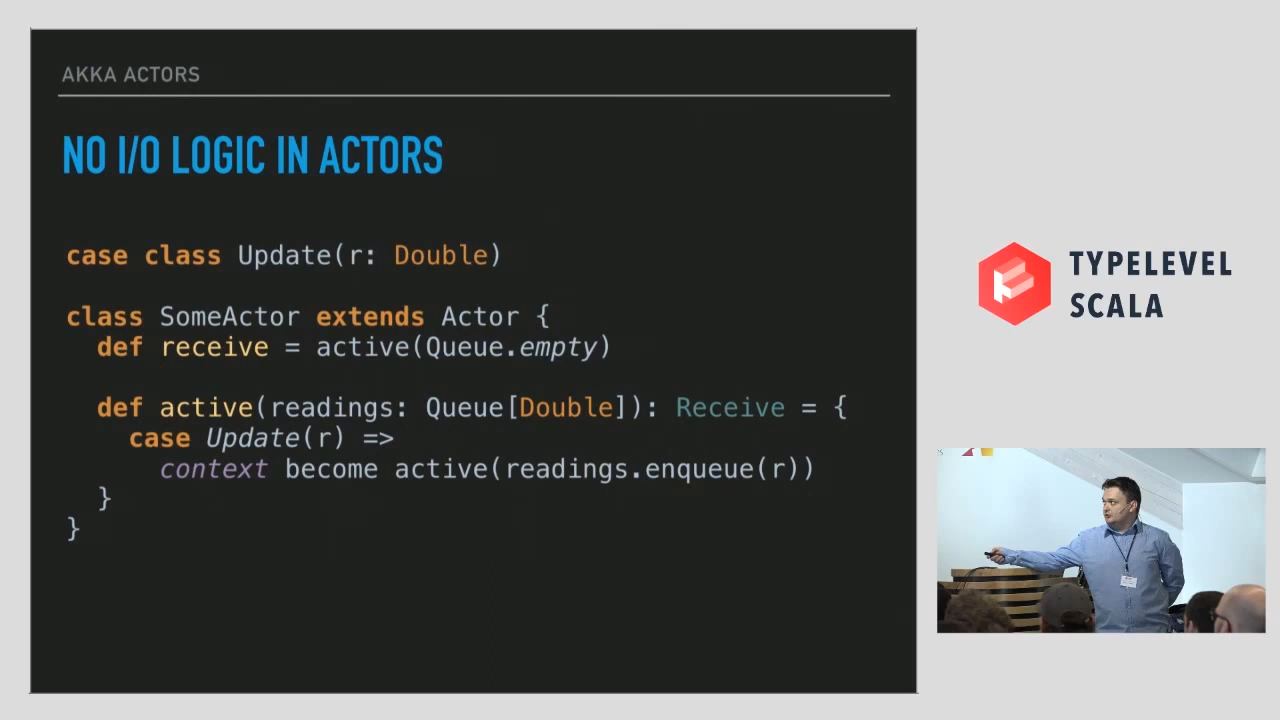 AKKA ACTORS
NO I/O LOGIC IN ACTORS
case class Update(r: Double)
class SomeActor extends Actor {
  def receive = active(Queue.empty)
  def active(readings: Queue[Double]): Receive = {
    case Update(r) =>
      context become active(readings.enqueue(r))
  }
}
TYPELEVEL
SCALA